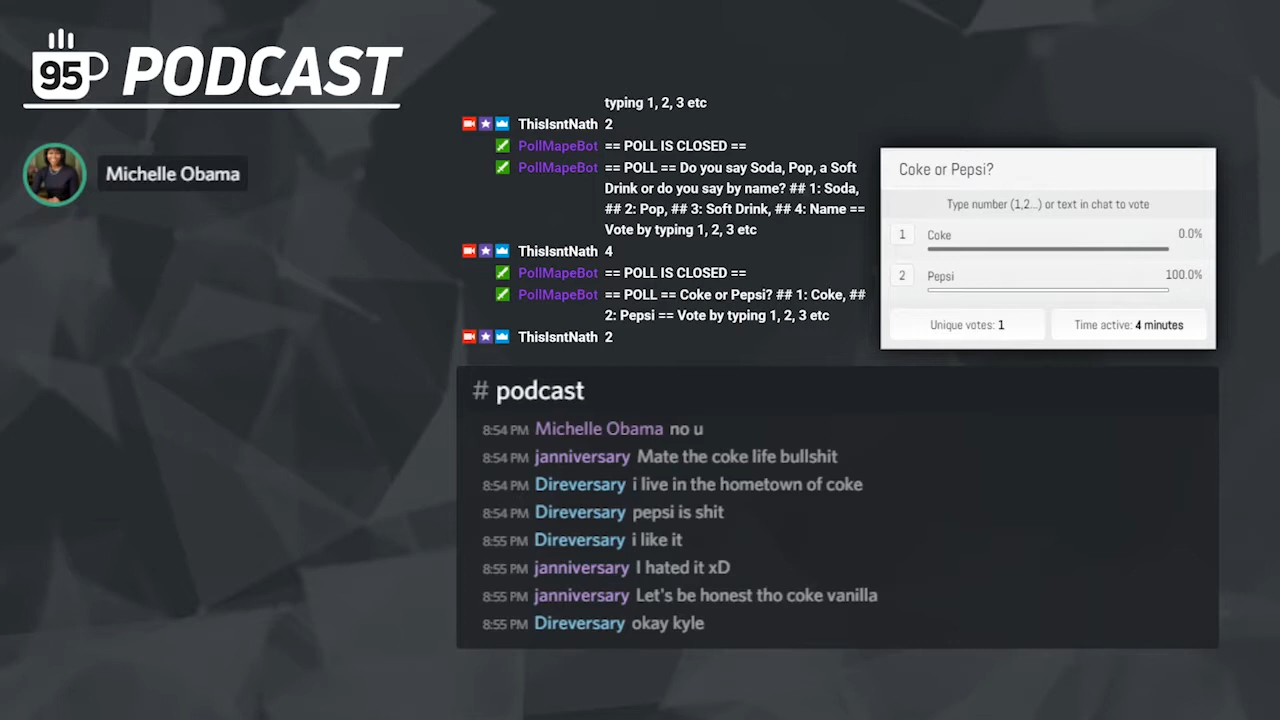 95 PODCAST
Michelle Obama
typing 1, 2, 3 etc
ThisIsntNath 2
PollMapeBot == POLL IS CLOSED ==
PollMapeBot == POLL == Do you say Soda, Pop, a Soft
Drink or do you say by name? ## 1: Soda,
## 2: Pop, ## 3: Soft Drink, ## 4: Name ==
Vote by typing 1, 2, 3 etc
ThisIsntNath 4
PollMapeBot == POLL IS CLOSED ==
PollMapeBot == POLL == Coke or Pepsi? ## 1: Coke, ##
2: Pepsi == Vote by typing 1, 2, 3 etc
ThisIsntNath 2
Coke or Pepsi?
Type number (1,2...) or text in chat to vote
1 Coke 0.0%
2 Pepsi 100.0%
Unique votes: 1 Time active: 4 minutes
# podcast
8:54 PM Michelle Obama no u
8:54 PM janniversary Mate the coke life bullshit
8:54 PM Direversary i live in the hometown of coke
8:54 PM Direversary pepsi is shit
8:55 PM Direversary i like it
8:55 PM janniversary I hated it xD
8:55 PM janniversary Let's be honest tho coke vanilla
8:55 PM Direversary okay kyle